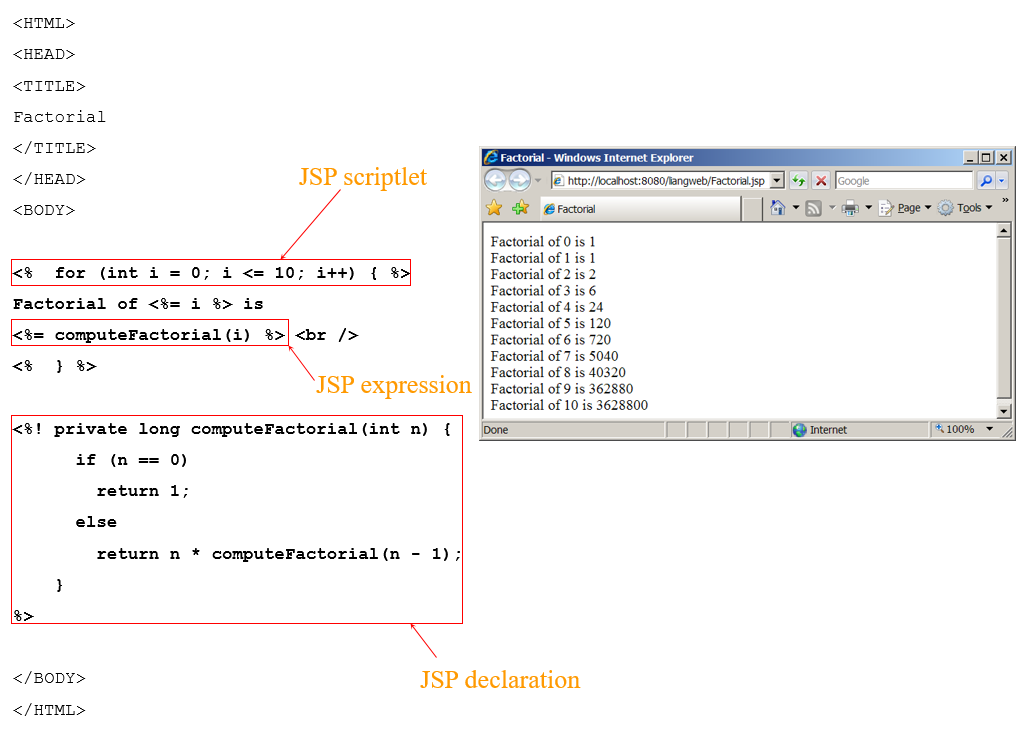 <HTML>
<HEAD>
<TITLE>
Factorial
</TITLE>
</HEAD>
<BODY>
JSP scriptlet
<%  for (int i = 0; i <= 10; i++) { %>
Factorial of <%= i %> is
<%= computeFactorial(i) %> <br />
<%  } %>
JSP expression
<%! private long computeFactorial(int n) {
      if (n == 0)
        return 1;
      else
        return n * computeFactorial(n - 1);
    }
%>
JSP declaration
</BODY>
</HTML>
Factorial - Windows Internet Explorer
http://localhost:8080/liangweb/Factorial.jsp
Google
Factorial
Page
Tools
»
Factorial of 0 is 1
Factorial of 1 is 1
Factorial of 2 is 2
Factorial of 3 is 6
Factorial of 4 is 24
Factorial of 5 is 120
Factorial of 6 is 720
Factorial of 7 is 5040
Factorial of 8 is 40320
Factorial of 9 is 362880
Factorial of 10 is 3628800
Done
Internet
100%